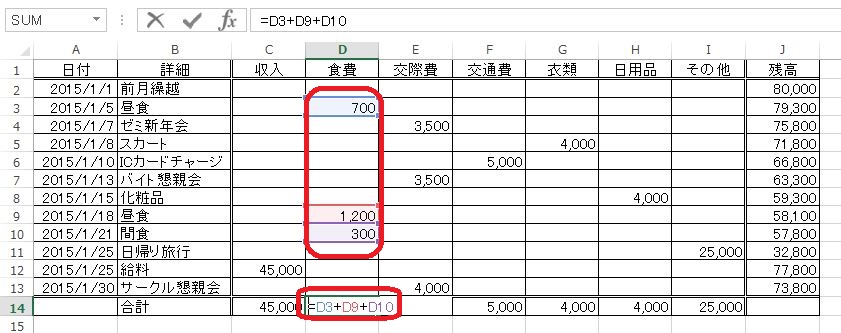 SUM =D3+D9+D10
A B C D E F G H I J
1 日付 詳細 収入 食費 交際費 交通費 衣類 日用品 その他 残高
2 2015/1/1 前月繰越 80,000
3 2015/1/5 昼食 700 79,300
4 2015/1/7 ゼミ新年会 3,500 75,800
5 2015/1/8 スカート 4,000 71,800
6 2015/1/10 ICカードチャージ 5,000 66,800
7 2015/1/13 バイト懇親会 3,500 63,300
8 2015/1/15 化粧品 4,000 59,300
9 2015/1/18 昼食 1,200 58,100
10 2015/1/21 間食 300 57,800
11 2015/1/25 日帰り旅行 25,000 32,800
12 2015/1/25 給料 45,000 77,800
13 2015/1/30 サークル懇親会 4,000 73,800
14 合計 45,000 =D3+D9+D10 5,000 4,000 4,000 25,000
15